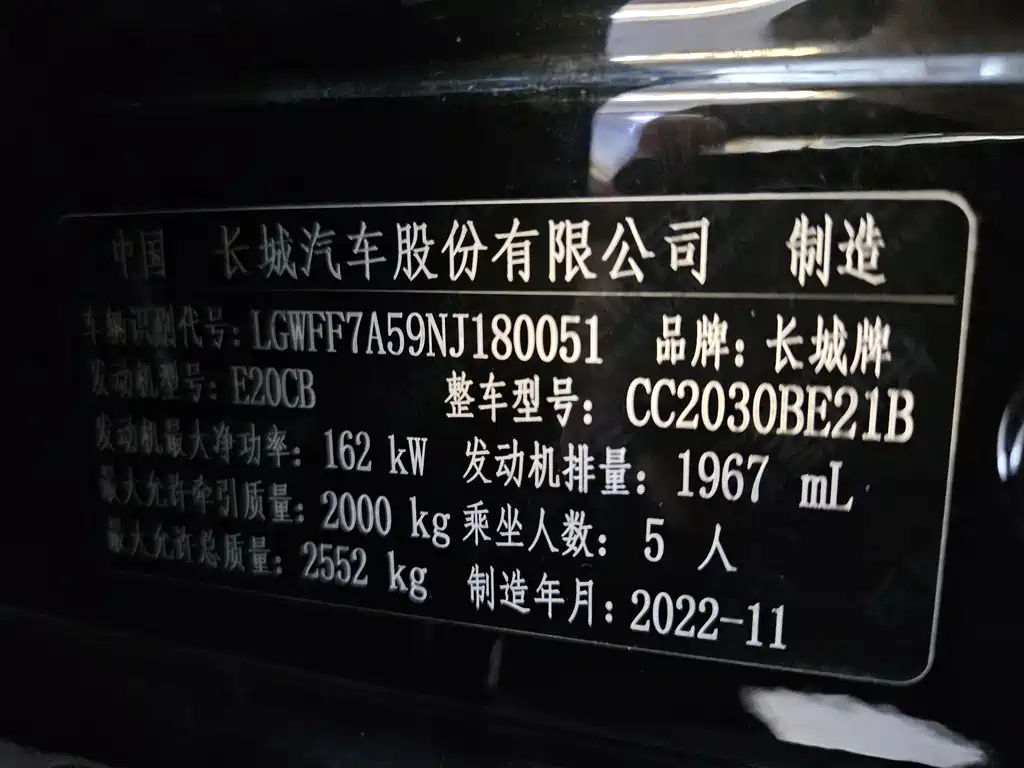 中国 长城汽车股份有限公司 制造
车辆识别代号：LGWFF7A59NJ180051 品牌：长城牌
发动机型号：E20CB 整车型号：CC2030BE21B
发动机最大净功率：162 kW 发动机排量：1967 mL
最大允许牵引质量：2000 kg 乘坐人数：5 人
最大允许总质量：2552 kg 制造年月：2022-11